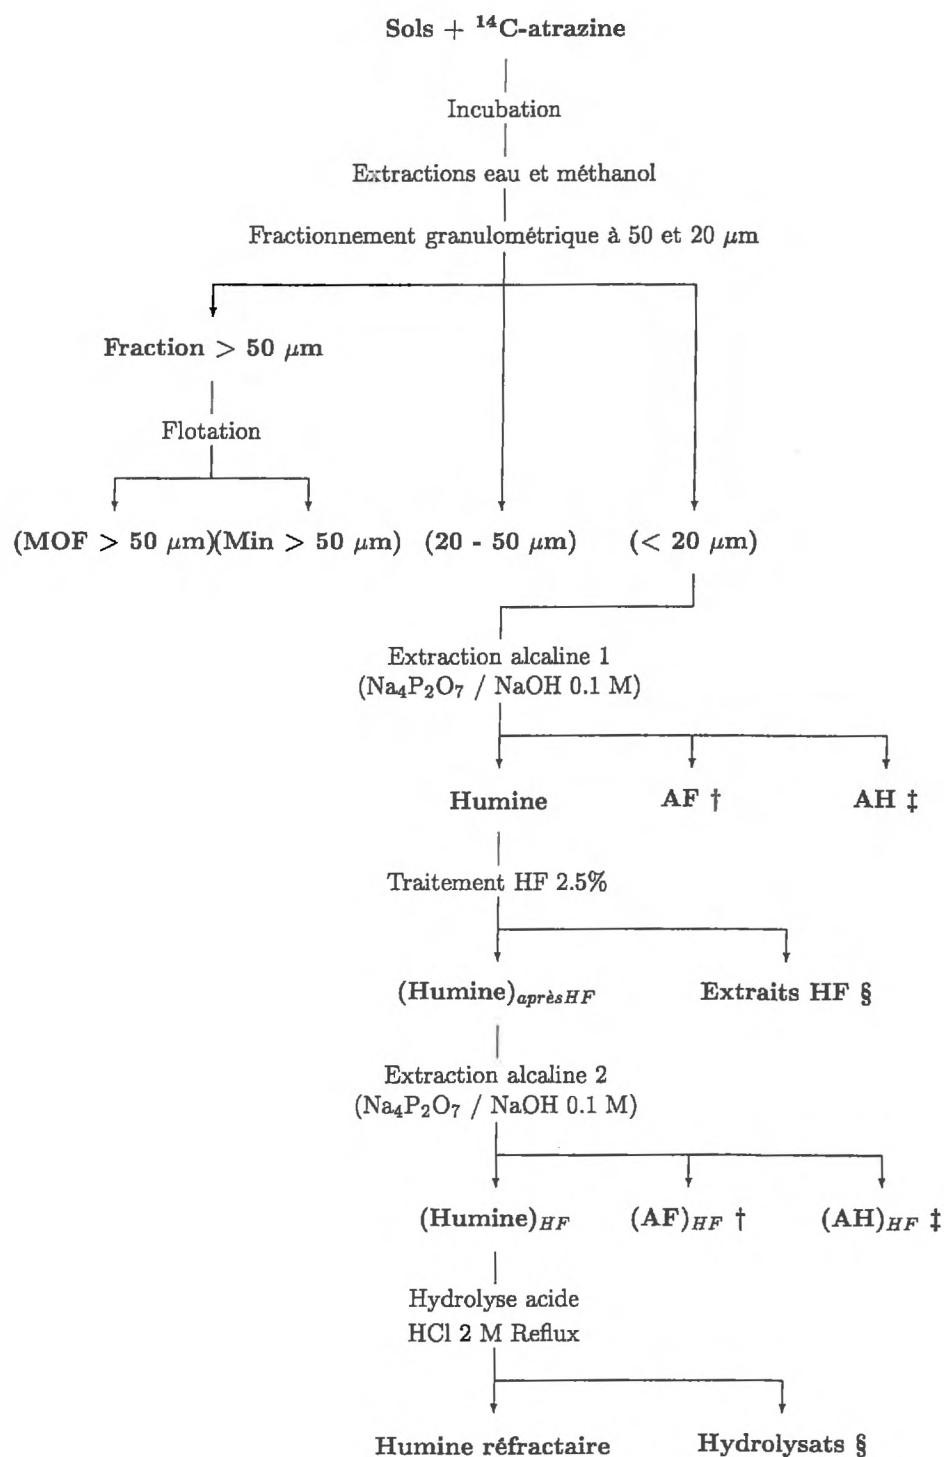 Sols + ¹⁴C-atrazine
Incubation
Extractions eau et méthanol
Fractionnement granulométrique à 50 et 20 μm
Fraction > 50 μm
Flotation
(MOF > 50 μm)(Min > 50 μm) (20 - 50 μm) (< 20 μm)
Extraction alcaline 1
(Na₄P₂O₇ / NaOH 0.1 M)
Humine AF † AH ‡
Traitement HF 2.5%
(Humine)aprèsHF Extraits HF §
Extraction alcaline 2
(Na₄P₂O₇ / NaOH 0.1 M)
(Humine)HF (AF)HF † (AH)HF ‡
Hydrolyse acide
HCl 2 M Reflux
Humine réfractaire Hydrolysats §